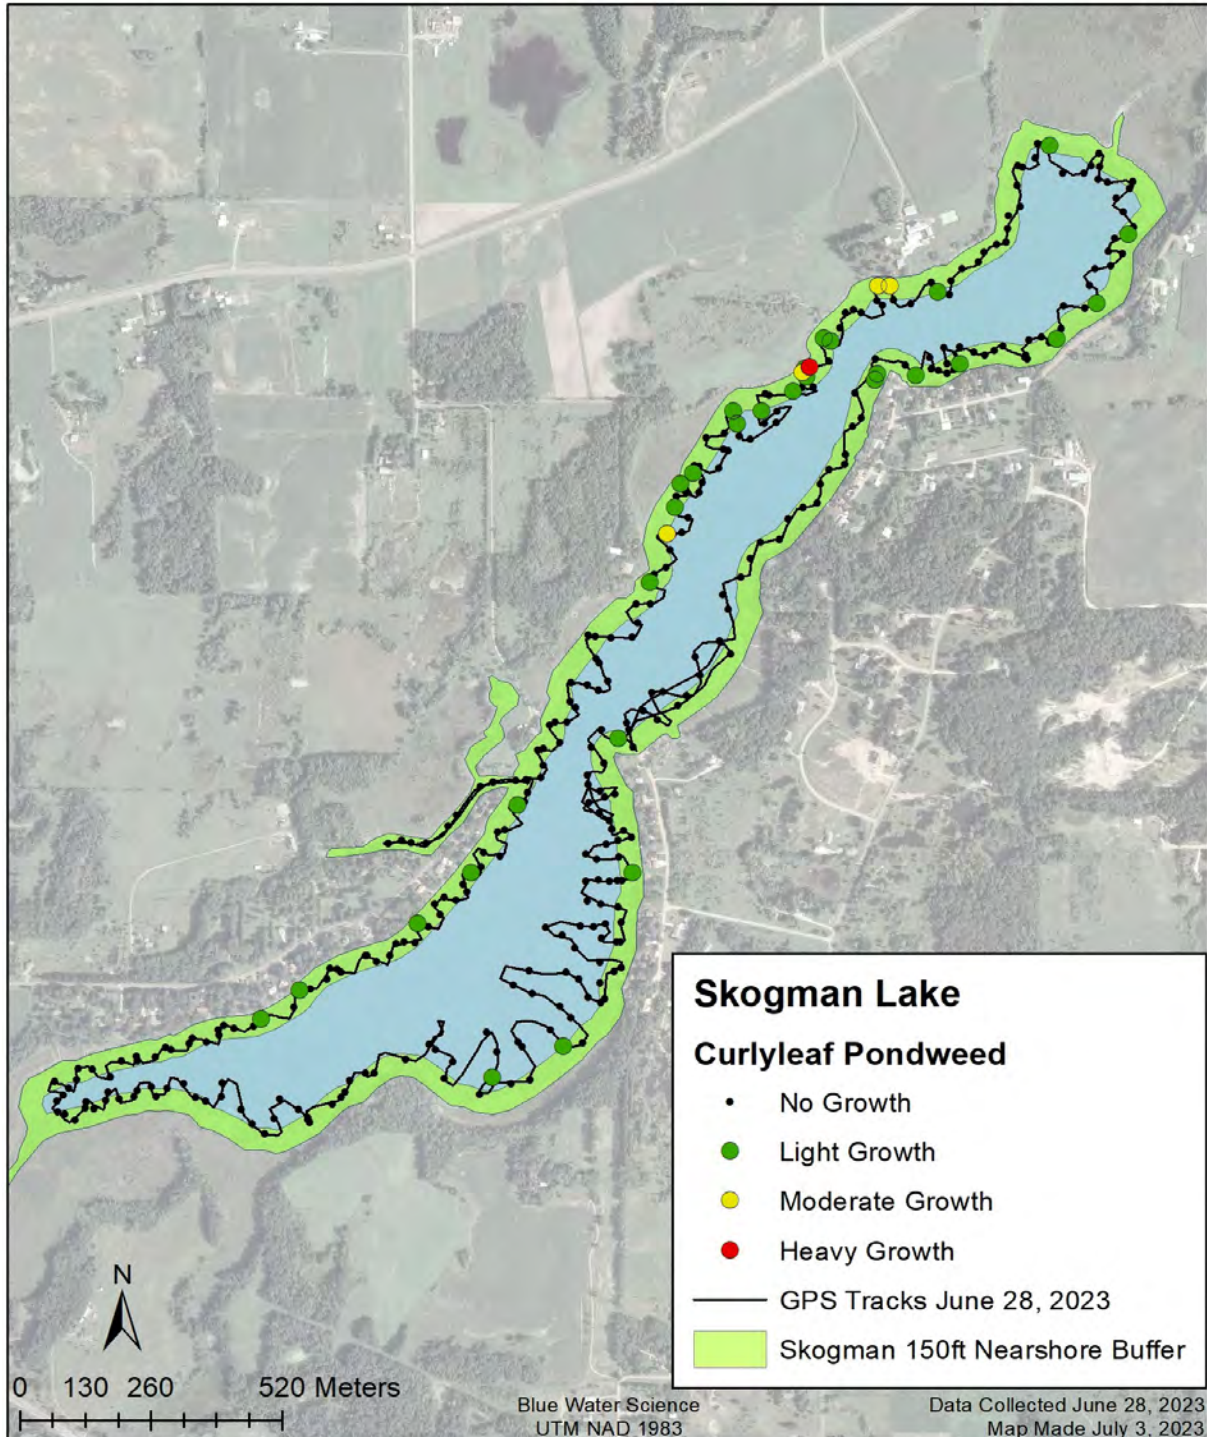 Skogman Lake
Curlyleaf Pondweed
No Growth
Light Growth
Moderate Growth
Heavy Growth
GPS Tracks June 28, 2023
Skogman 150ft Nearshore Buffer
N
0 130 260 520 Meters
Blue Water Science
UTM NAD 1983
Data Collected June 28, 2023
Map Made July 3, 2023